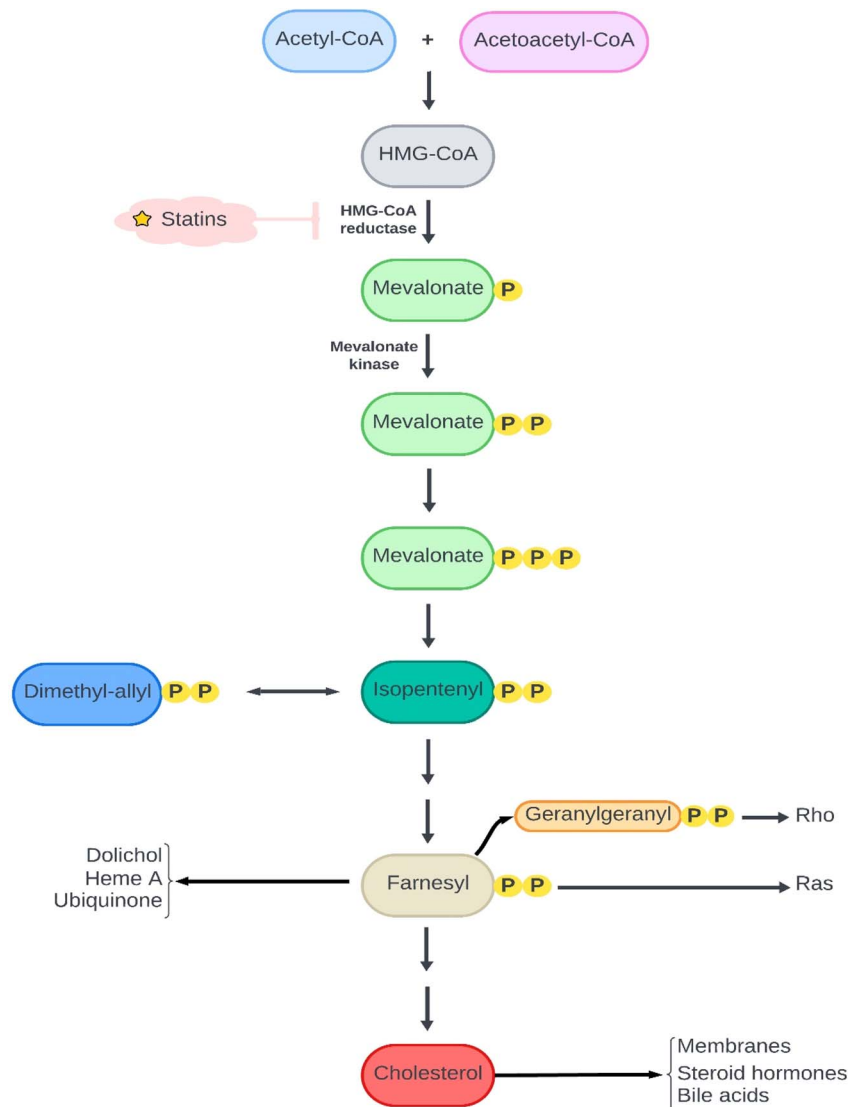 Acetyl-CoA + Acetoacetyl-CoA
HMG-CoA
Statins
HMG-CoA
reductase
Mevalonate P
Mevalonate
kinase
Mevalonate P P
Mevalonate P P P
Dimethyl-allyl P P
Isopentenyl P P
Geranylgeranyl P P
Rho
Dolichol
Heme A
Ubiquinone
Farnesyl P P
Ras
Cholesterol
Membranes
Steroid hormones
Bile acids